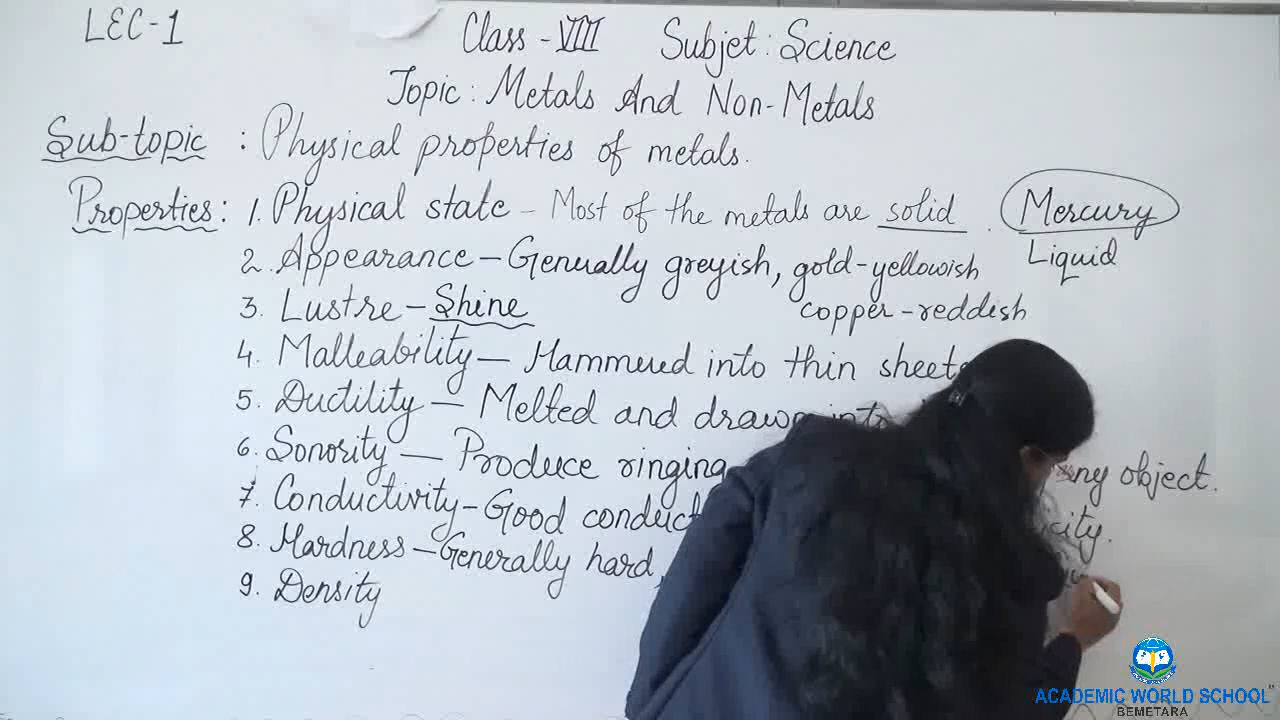 LEC-1
Class - VIII Subjet : Science
Topic : Metals And Non-Metals
Sub-topic : Physical properties of metals.
Properties : 1. Physical state - Most of the metals are solid . Mercury
Liquid
2. Appearance - Generally greyish, gold-yellowish
copper-reddish
3. Lustre - Shine
4. Malleability - Hammered into thin sheets
5. Ductility - Melted and drawn into
6. Sonority - Produce ringing object.
7. Conductivity - Good
8. Hardness - Generally hard,
9. Density
ACADEMIC WORLD SCHOOL
BEMETARA